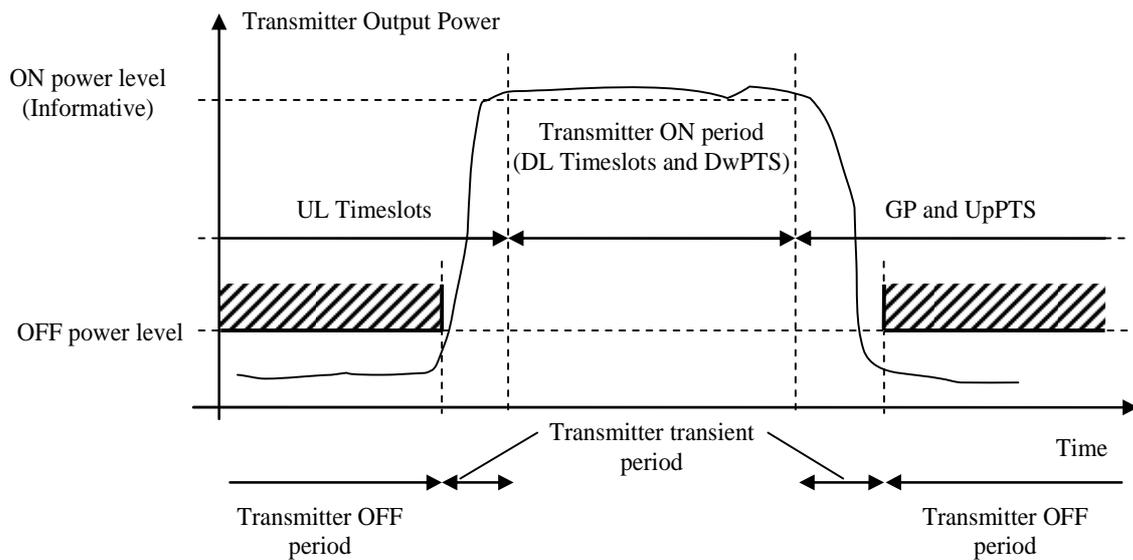 Transmitter Output Power
ON power level
(Informative)
Transmitter ON period
(DL Timeslots and DwPTS)
UL Timeslots
GP and UpPTS
OFF power level
Transmitter transient
period
Time
Transmitter OFF
period
Transmitter OFF
period